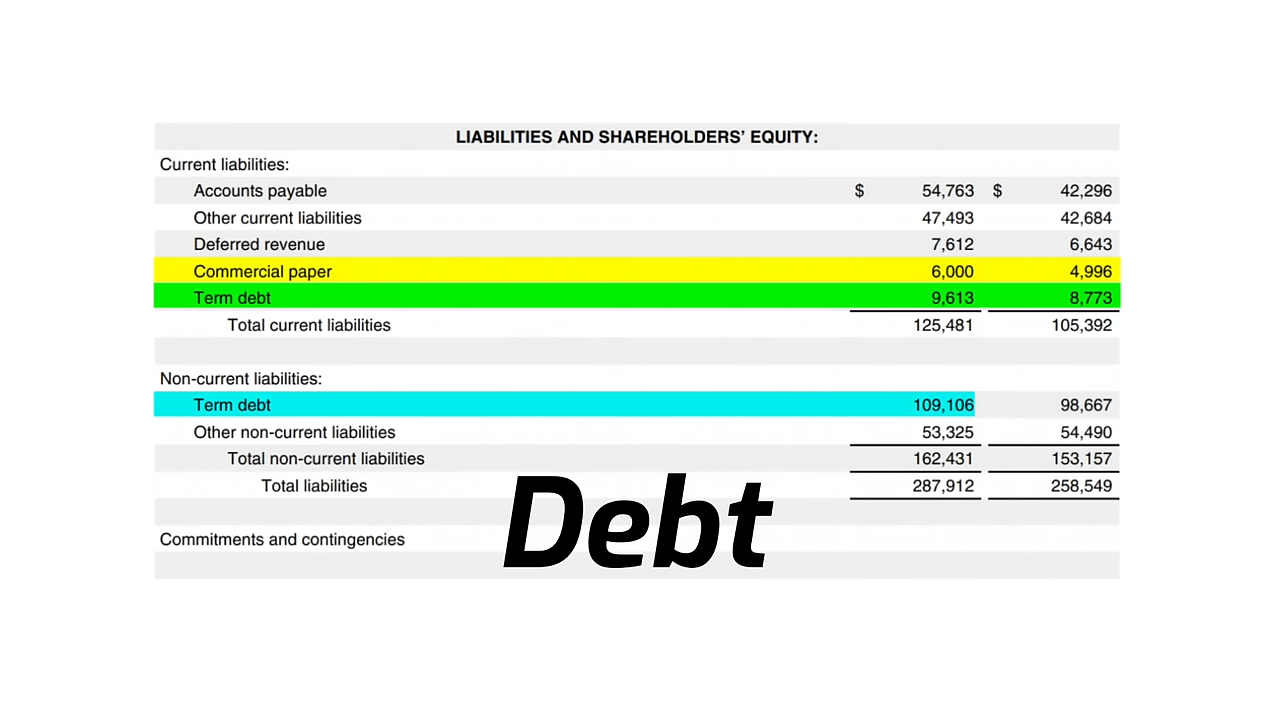 LIABILITIES AND SHAREHOLDERS’ EQUITY:
Current liabilities:
Accounts payable $ 54,763 $ 42,296
Other current liabilities 47,493 42,684
Deferred revenue 7,612 6,643
Commercial paper 6,000 4,996
Term debt 9,613 8,773
Total current liabilities 125,481 105,392
Non-current liabilities:
Term debt 109,106 98,667
Other non-current liabilities 53,325 54,490
Total non-current liabilities 162,431 153,157
Total liabilities 287,912 258,549
Debt
Commitments and contingencies